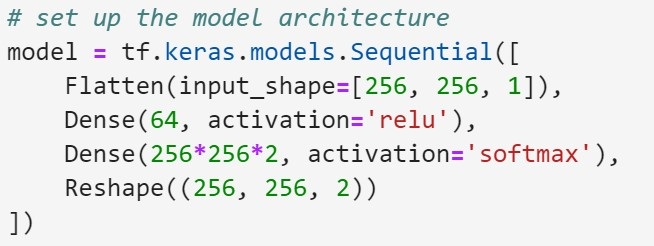 # set up the model architecture
model = tf.keras.models.Sequential([
    Flatten(input_shape=[256, 256, 1]),
    Dense(64, activation='relu'),
    Dense(256*256*2, activation='softmax'),
    Reshape((256, 256, 2))
])